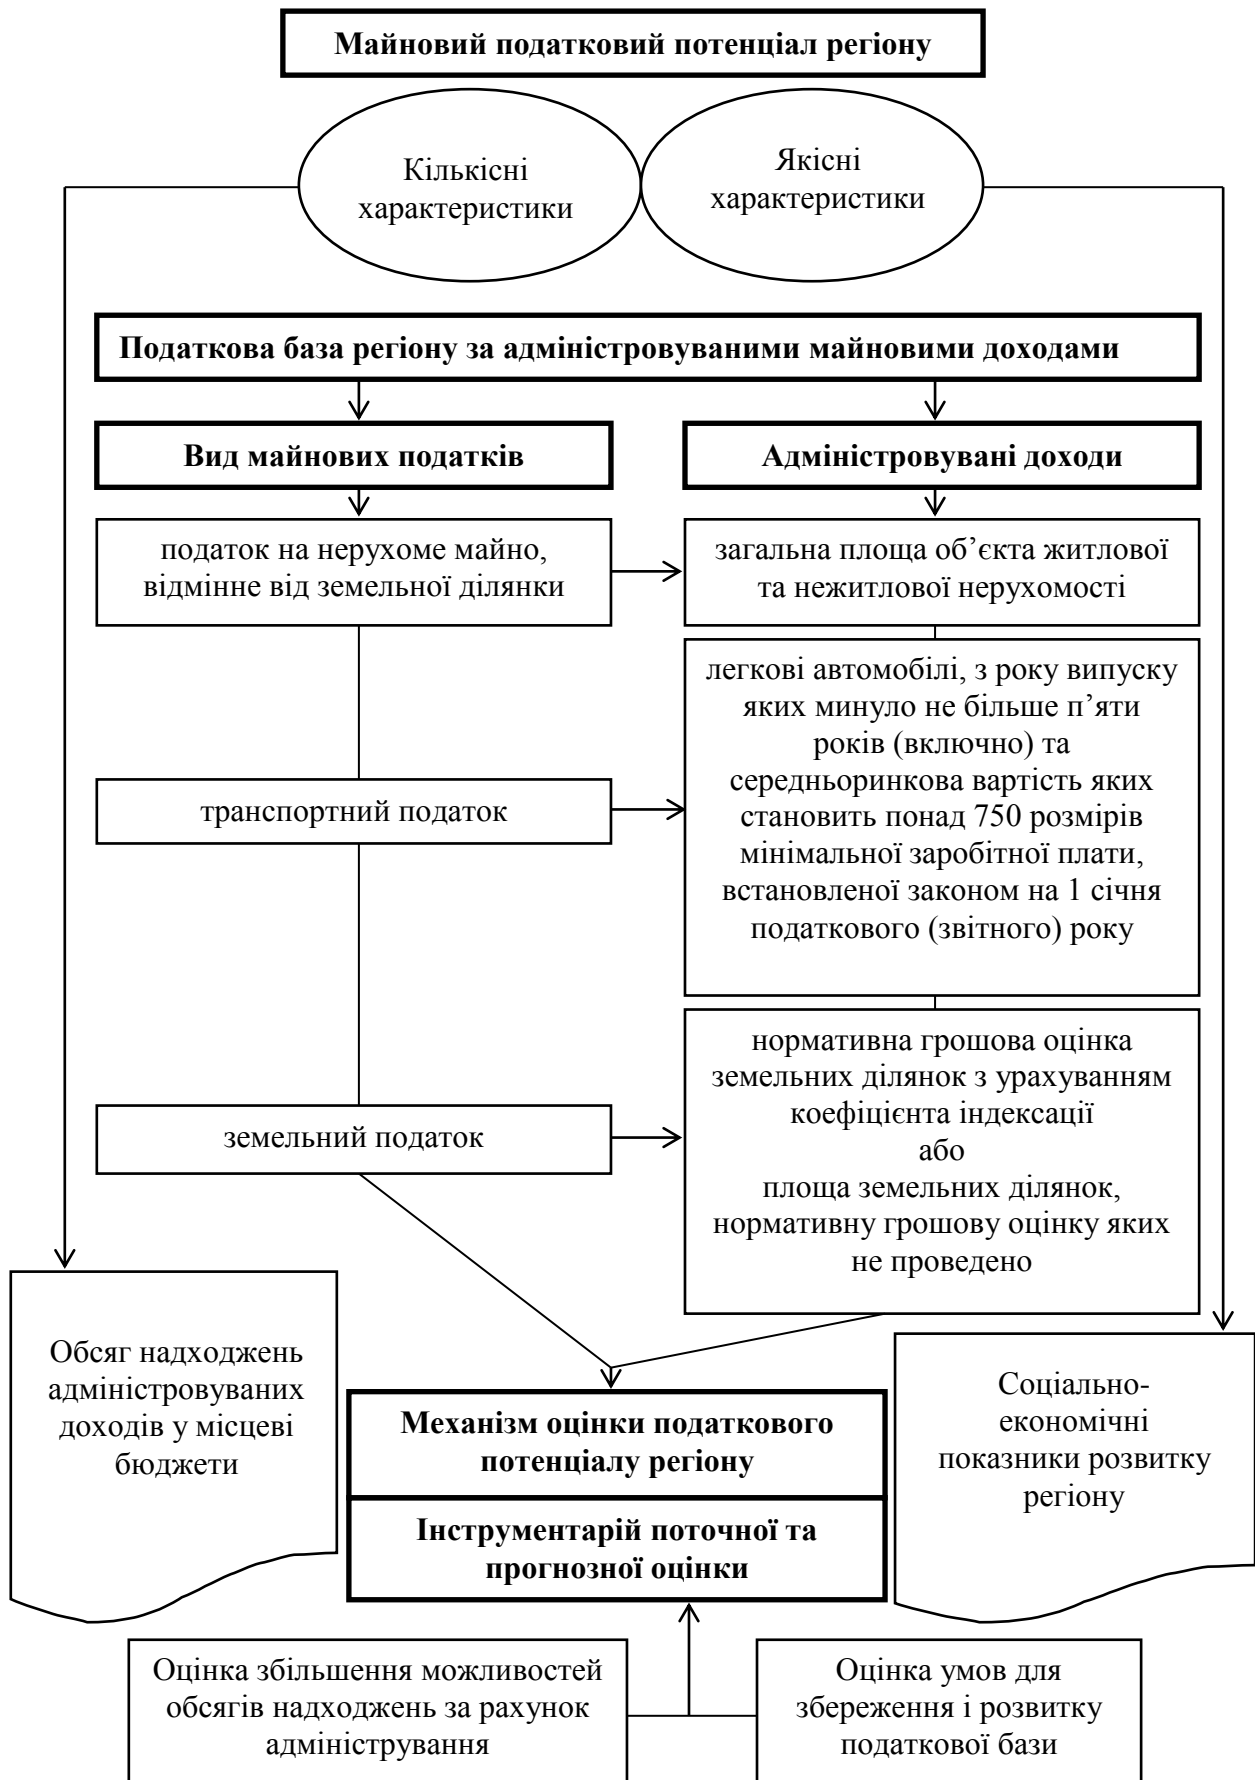 Майновий податковий потенціал регіону
Кількісні
характеристики
Якісні
характеристики
Податкова база регіону за адміністровуваними майновими доходами
Вид майнових податків
Адміністровувані доходи
податок на нерухоме майно,
відмінне від земельної ділянки
загальна площа об’єкта житлової
та нежитлової нерухомості
транспортний податок
легкові автомобілі, з року випуску
яких минуло не більше п’яти
років (включно) та
середньоринкова вартість яких
становить понад 750 розмірів
мінімальної заробітної плати,
встановленої законом на 1 січня
податкового (звітного) року
земельний податок
нормативна грошова оцінка
земельних ділянок з урахуванням
коефіцієнта індексації
або
площа земельних ділянок,
нормативну грошову оцінку яких
не проведено
Обсяг надходжень
адміністровуваних
доходів у місцеві
бюджети
Механізм оцінки податкового
потенціалу регіону
Інструментарій поточної та
прогнозної оцінки
Соціально-
економічні
показники розвитку
регіону
Оцінка збільшення можливостей
обсягів надходжень за рахунок
адміністрування
Оцінка умов для
збереження і розвитку
податкової бази